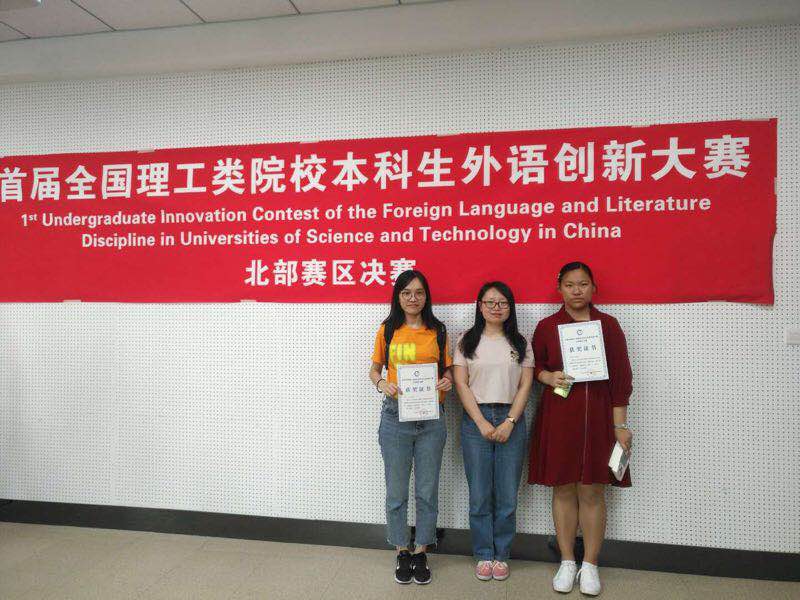 首届全国理工类院校本科生外语创新大赛
1st Undergraduate Innovation Contest of the Foreign Language and Literature
Discipline in Universities of Science and Technology in China
北部赛区决赛
FIN
获奖证书
获奖证书